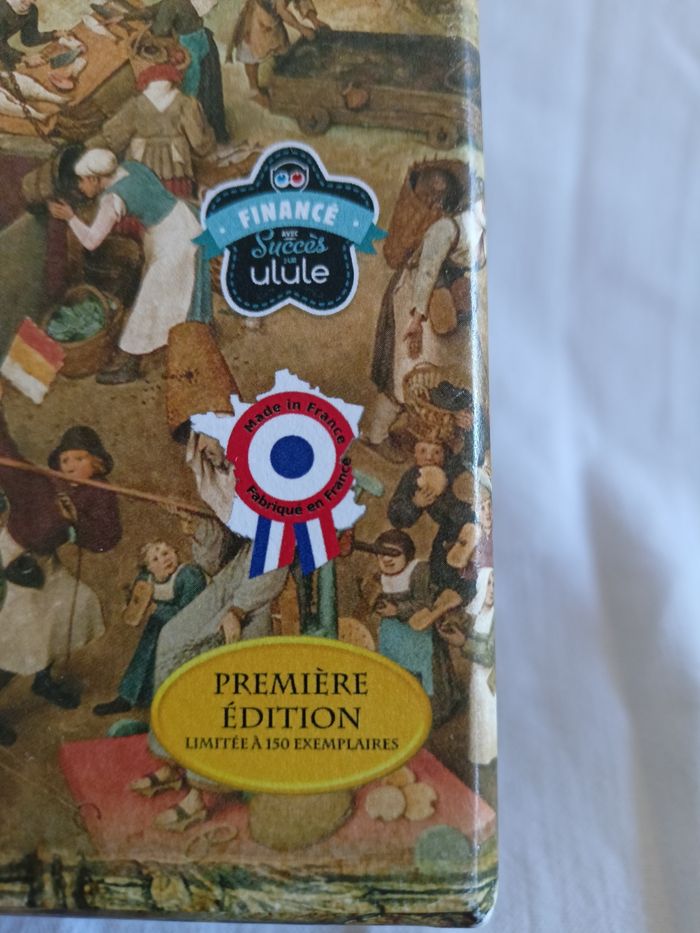 FINANCÉ
AVEC
Succès
SUR
ulule
Made in France
Fabriqué en France
PREMIÈRE
ÉDITION
LIMITÉE À 150 EXEMPLAIRES